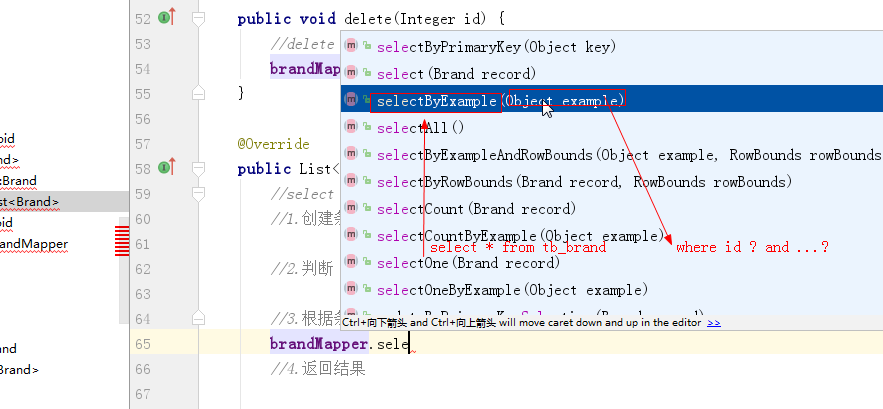 52 public void delete(Integer id) {
53 //delete
54 brandMap
55 }
56
57 @Override
58 public List<
59 //select
60 //1.创建条
61
62 //2.判断
63
64 //3.根据条
65 brandMapper.sele
66 //4.返回结果
67
selectByPrimaryKey(Object key)
select(Brand record)
selectByExample(Object example)
selectAll()
selectByExampleAndRowBounds(Object example, RowBounds rowBounds
selectByRowBounds(Brand record, RowBounds rowBounds)
selectCount(Brand record)
selectCountByExample(Object example)
select * from tb_brand where id ? and ...?
selectOne(Brand record)
selectOneByExample(Object example)
Ctrl+向下箭头 and Ctrl+向上箭头 will move caret down and up in the editor >>
oid
nd>
<Brand
st<Brand>
oid
andMapper
and
Brand>